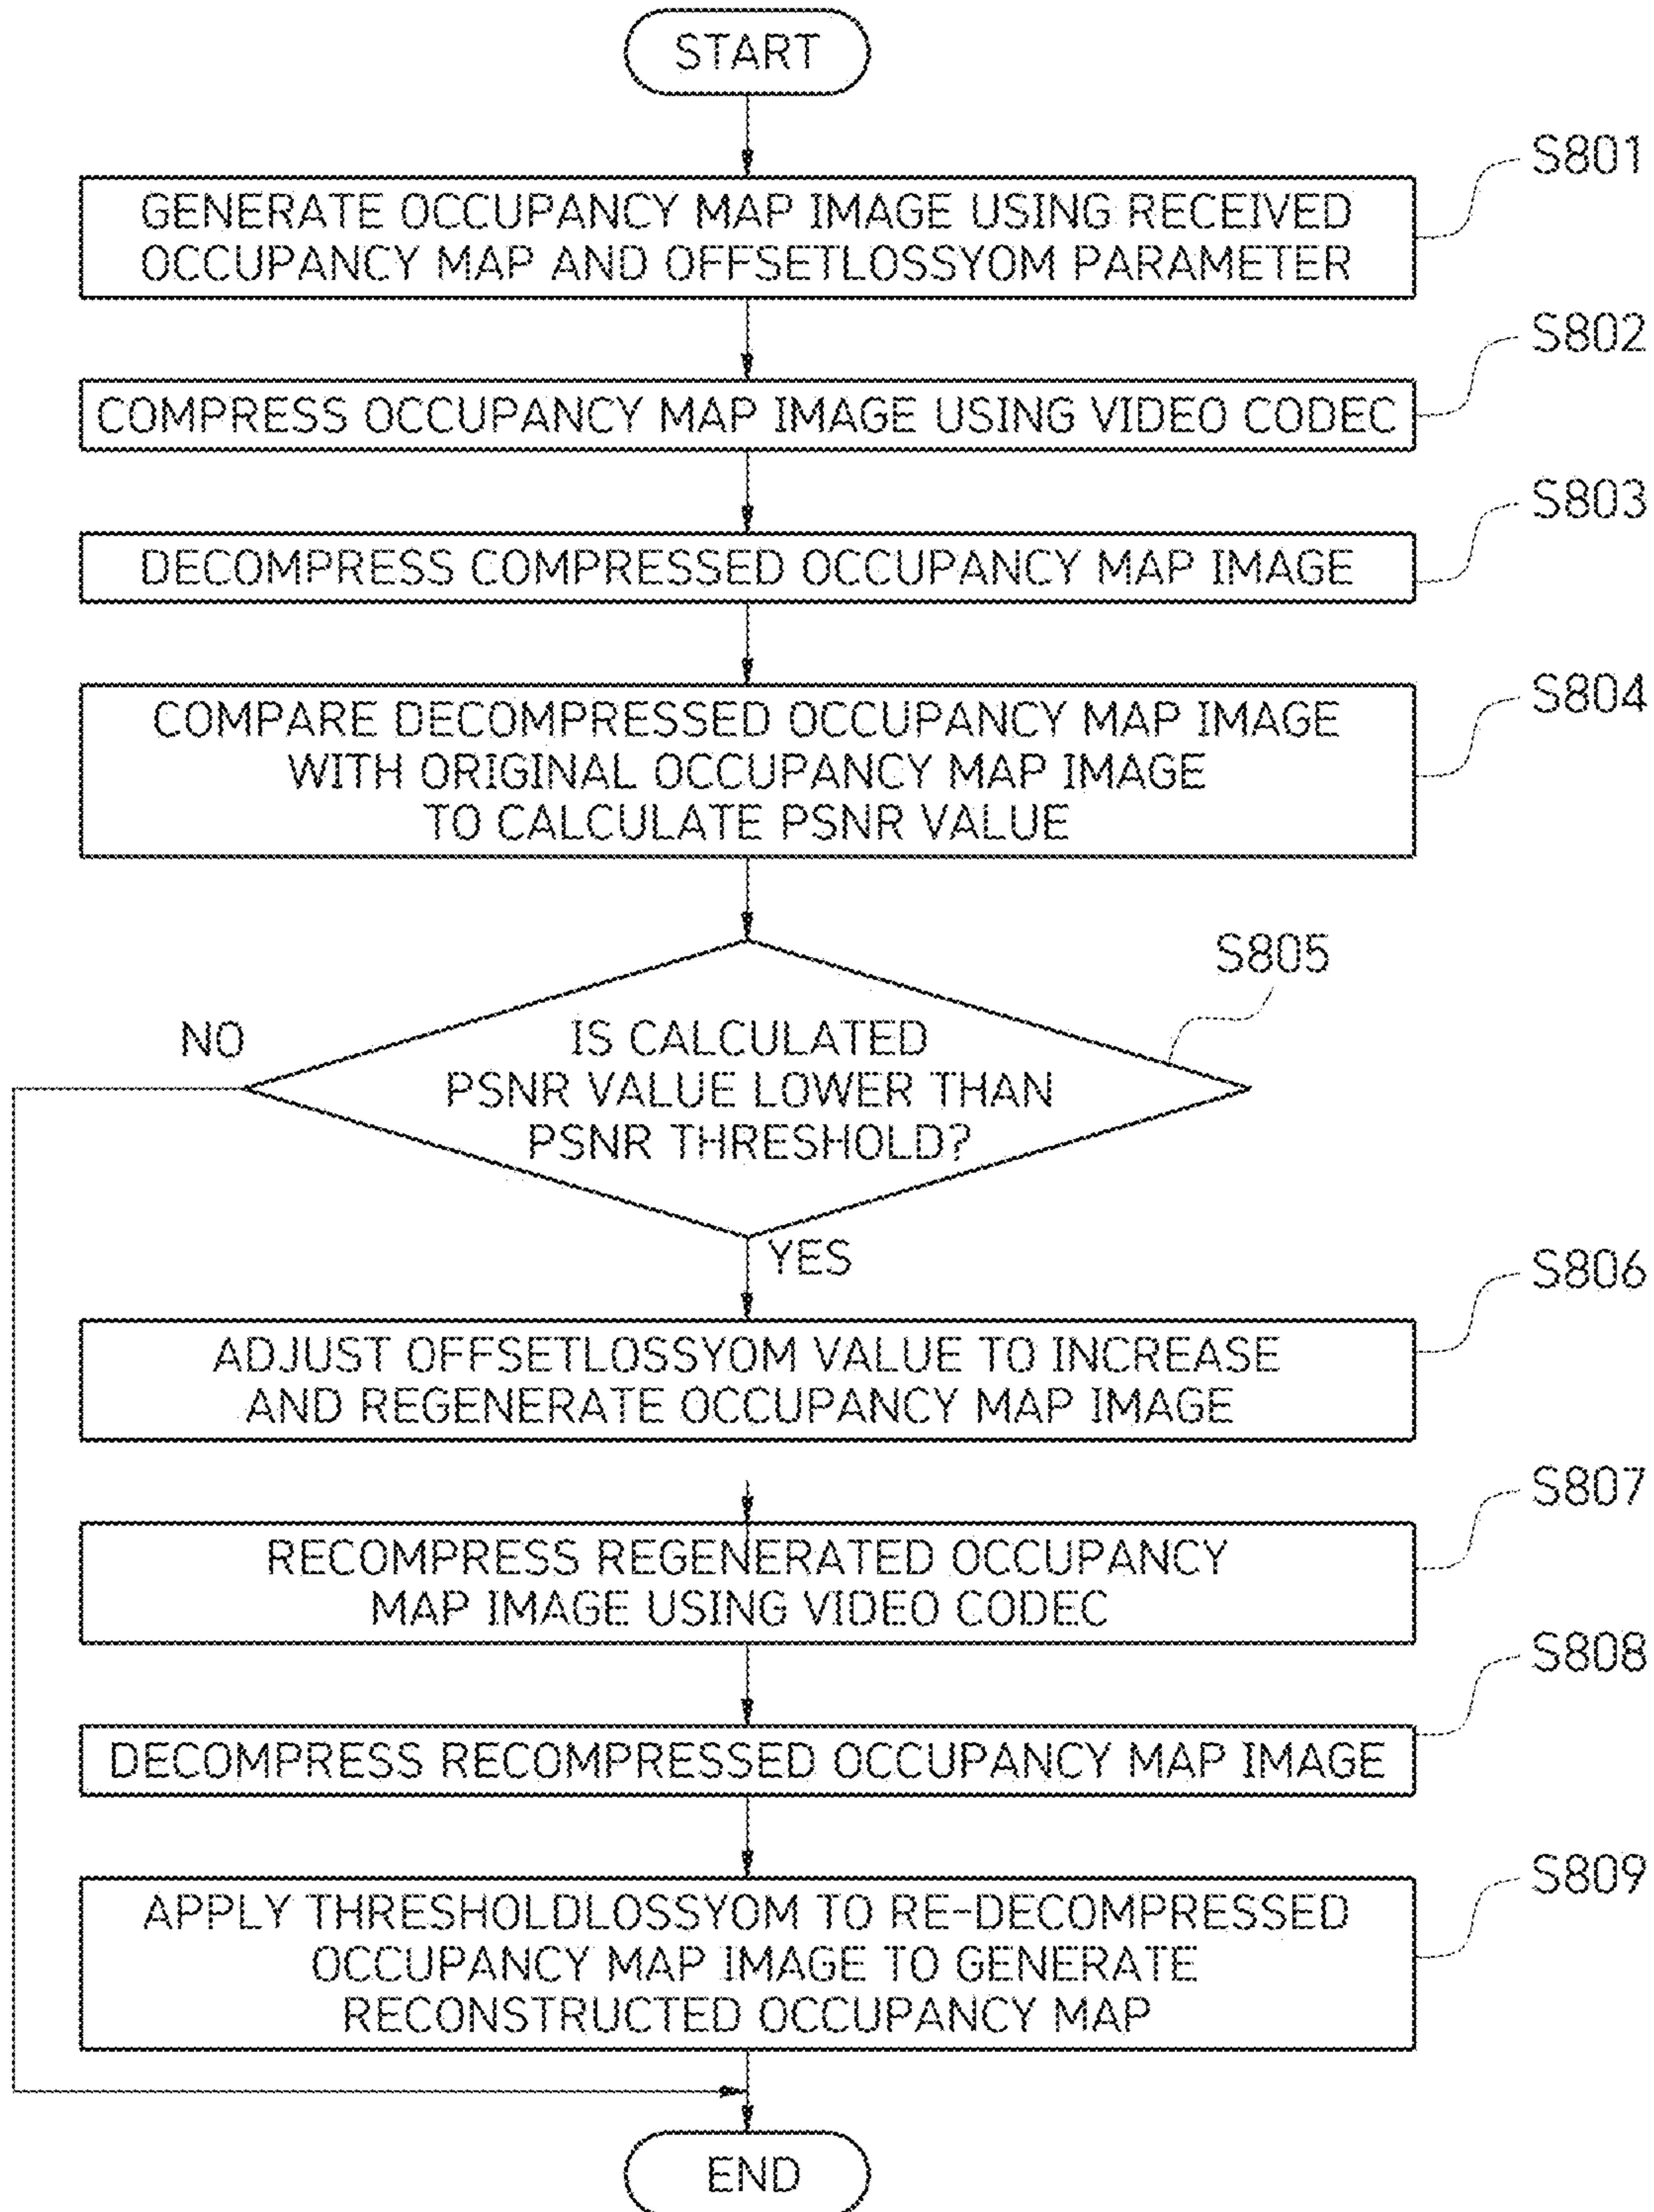 START
S801
GENERATE OCCUPANCY MAP IMAGE USING RECEIVED
OCCUPANCY MAP AND OFFSETLOSSYOM PARAMETER
S802
COMPRESS OCCUPANCY MAP IMAGE USING VIDEO CODEC
S803
DECOMPRESS COMPRESSED OCCUPANCY MAP IMAGE
S804
COMPARE DECOMPRESSED OCCUPANCY MAP IMAGE
WITH ORIGINAL OCCUPANCY MAP IMAGE
TO CALCULATE PSNR VALUE
S805
NO
IS CALCULATED
PSNR VALUE LOWER THAN
PSNR THRESHOLD?
YES
S806
ADJUST OFFSETLOSSYOM VALUE TO INCREASE
AND REGENERATE OCCUPANCY MAP IMAGE
S807
RECOMPRESS REGENERATED OCCUPANCY
MAP IMAGE USING VIDEO CODEC
S808
DECOMPRESS RECOMPRESSED OCCUPANCY MAP IMAGE
S809
APPLY THRESHOLDLOSSYOM TO RE-DECOMPRESSED
OCCUPANCY MAP IMAGE TO GENERATE
RECONSTRUCTED OCCUPANCY MAP
END